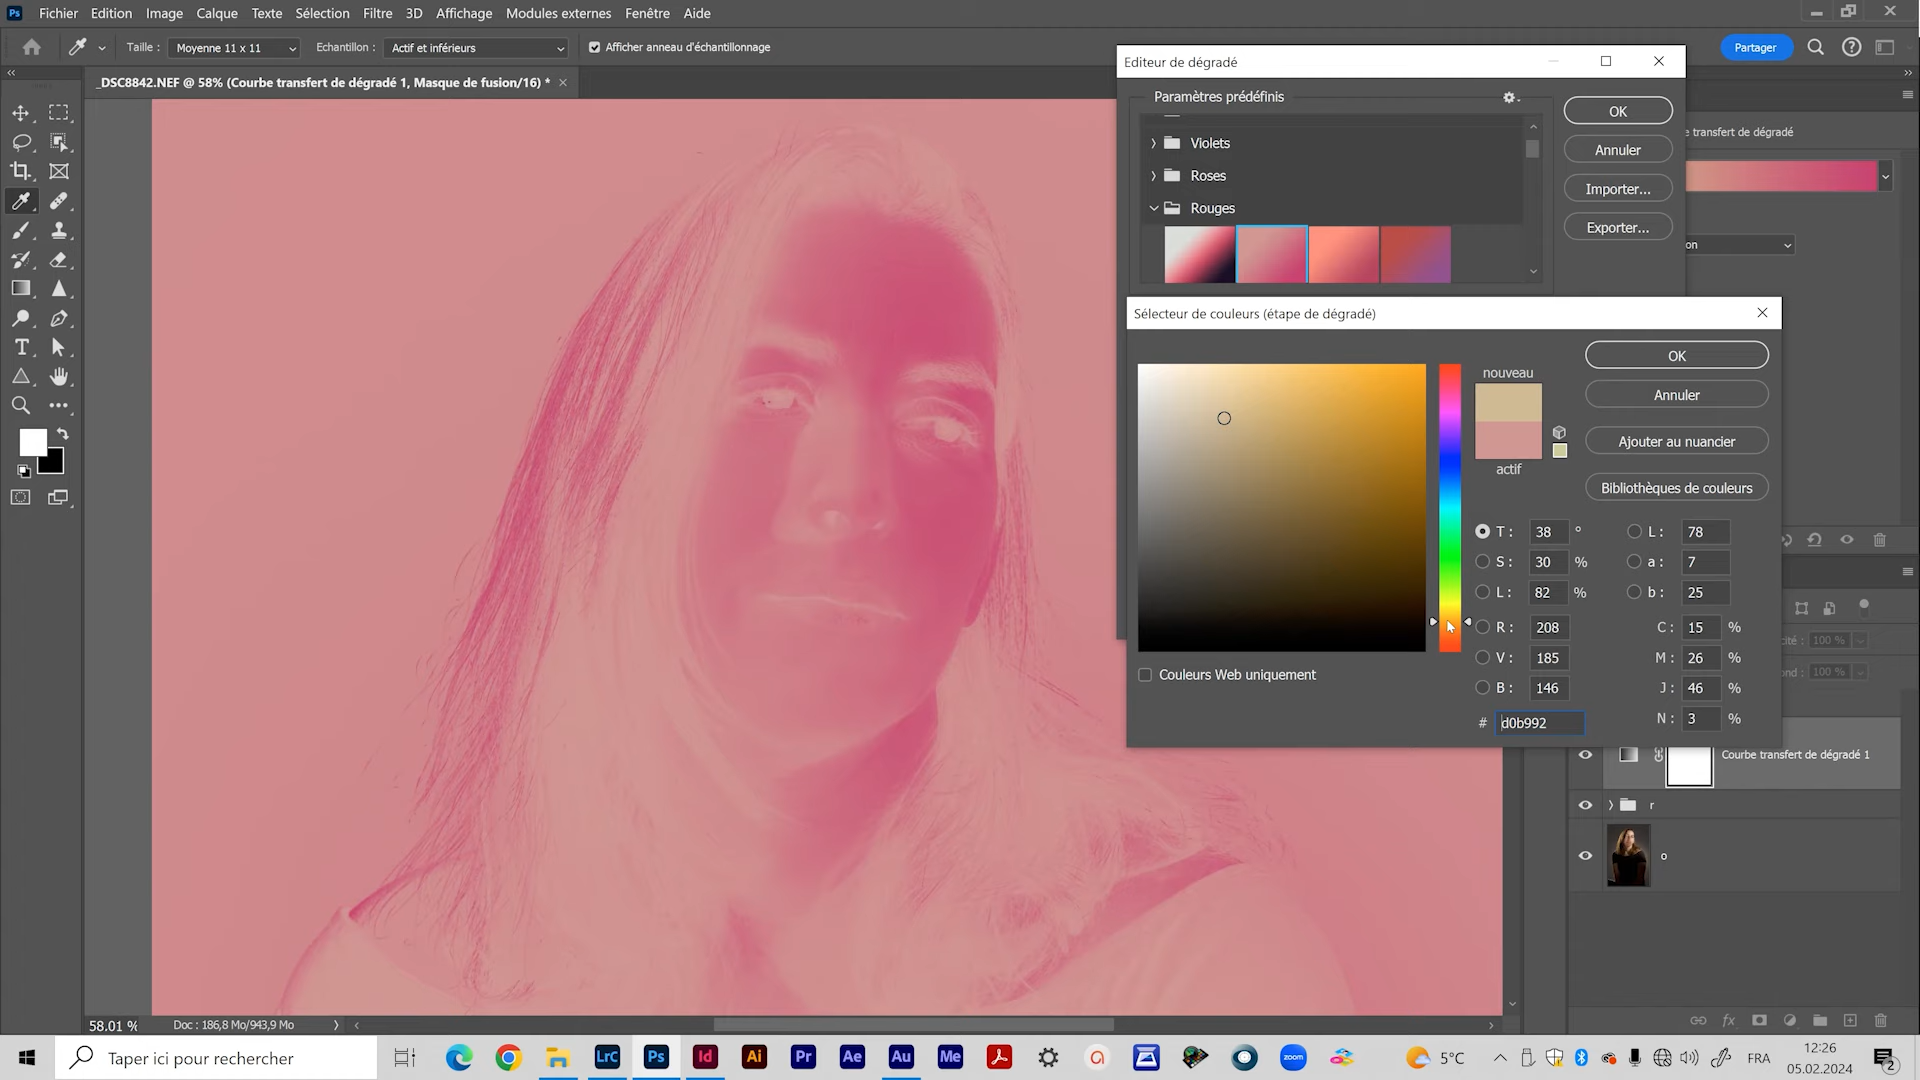 Ps Fichier Edition Image Calque Texte Sélection Filtre 3D Affichage Modules externes Fenêtre Aide
Taille : Moyenne 11 x 11 Echantillon : Actif et inférieurs Afficher anneau d'échantillonnage
Partager
_DSC8842.NEF @ 58% (Courbe transfert de dégradé 1, Masque de fusion/16) *
Editeur de dégradé
Paramètres prédéfinis
OK
Violets
Annuler
e transfert de dégradé
Roses
Importer...
Rouges
Exporter...
on
Sélecteur de couleurs (étape de dégradé)
OK
nouveau
Annuler
Ajouter au nuancier
actif
Bibliothèques de couleurs
T : 38 ° L : 78
S : 30 % a : 7
L : 82 % b : 25
R : 208 C : 15 %
V : 185 M : 26 %
B : 146 J : 46 %
# d0b992 N : 3 %
Couleurs Web uniquement
cité : 100 %
ond : 100 %
Courbe transfert de dégradé 1
r
o
fx
58.01 % Doc : 186,8 Mo/943,9 Mo
Taper ici pour rechercher
LrC Ps Id Ai Pr Ae Au Me zoom
5°C FRA 12:26
05.02.2024
2